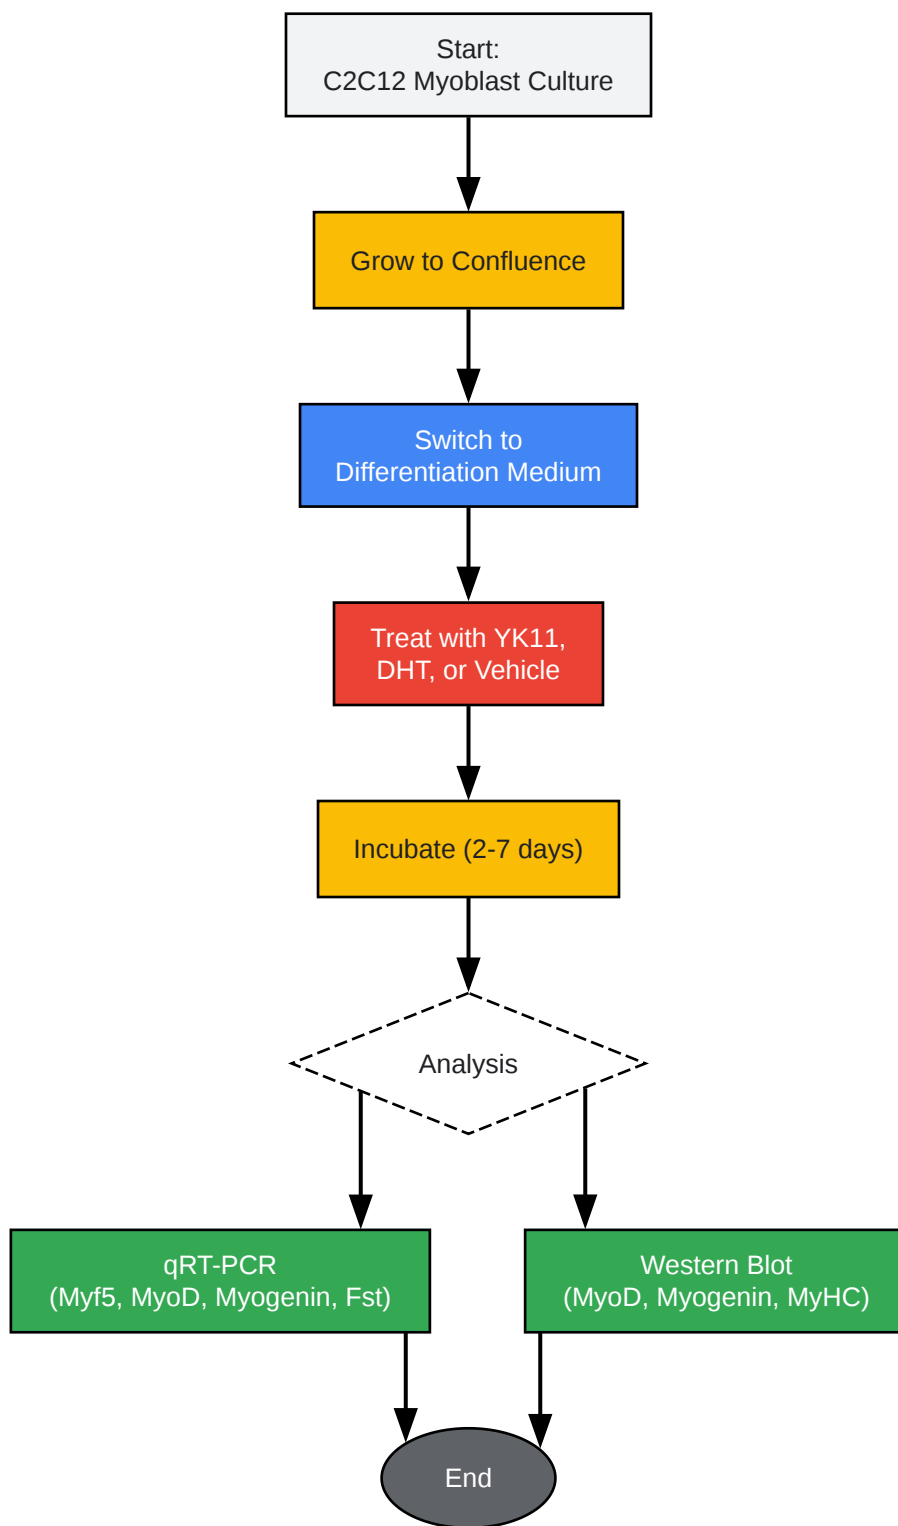 Start:
C2C12 Myoblast Culture
Grow to Confluence
Switch to
Differentiation Medium
Treat with YK11,
DHT, or Vehicle
Incubate (2-7 days)
Analysis
qRT-PCR
(Myf5, MyoD, Myogenin, Fst)
Western Blot
(MyoD, Myogenin, MyHC)
End